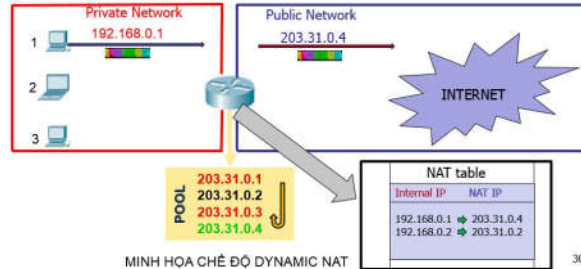 Private Network
Public Network
192.168.0.1
203.31.0.4
1
2
3
INTERNET
POOL
203.31.0.1
203.31.0.2
203.31.0.3
203.31.0.4
NAT table
Internal IP NAT IP
192.168.0.1 203.31.0.4
192.168.0.2 203.31.0.2
MINH HỌA CHẾ ĐỘ DYNAMIC NAT